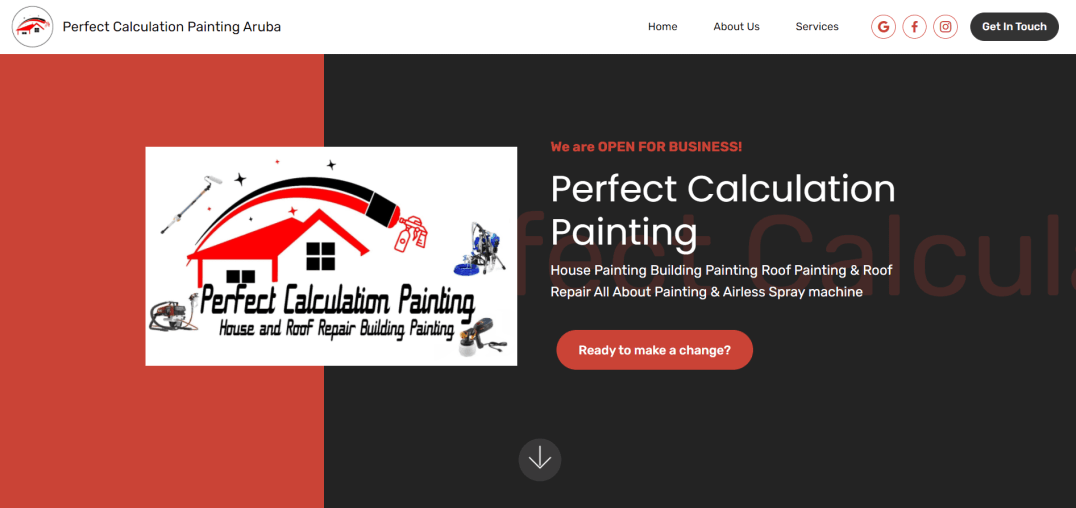 Perfect Calculation Painting Aruba
Home
About Us
Services
Get In Touch
Perfect Calculation Painting
House and Roof Repair Building Painting
We are OPEN FOR BUSINESS!
Perfect Calculation
Painting
House Painting Building Painting Roof Painting & Roof
Repair All About Painting & Airless Spray machine
fect Calcula
Ready to make a change?